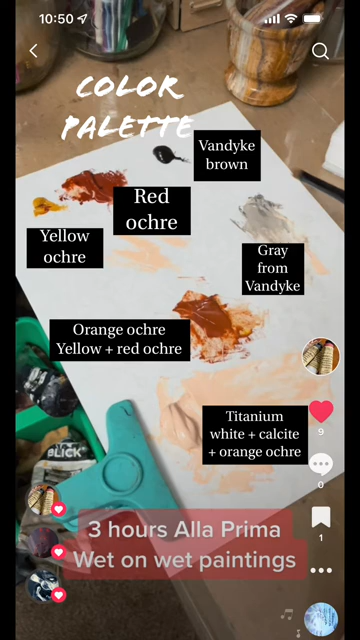 10:50
COLOR
PALETTE
Vandyke
brown
Red
ochre
Yellow
ochre
Gray
from
Vandyke
Orange ochre
Yellow + red ochre
Titanium
white + calcite
+ orange ochre
9
0
BLICK
1
3 hours Alla Prima
Wet on wet paintings